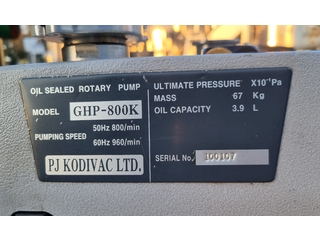 OIL SEALED ROTARY PUMP
MODEL GHP-800K
PUMPING SPEED 50Hz 800/min
60Hz 960/min
PJ KODIVAC LTD.
ULTIMATE PRESSURE X10⁻¹Pa
MASS 67 Kg
OIL CAPACITY 3.9 L
SERIAL No. 100107